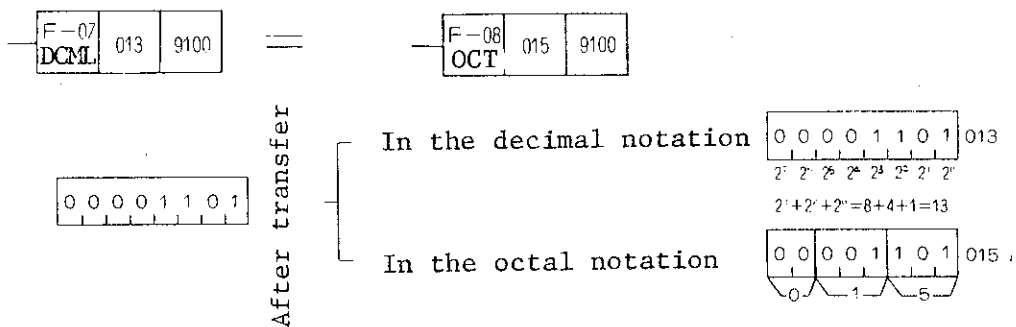 F-07 DCML 013 9100 = F-08 OCT 015 9100
After transfer
In the decimal notation 0 0 0 0 1 1 0 1 013
2⁷ 2⁶ 2⁵ 2⁴ 2³ 2² 2¹ 2⁰
2³+2²+2⁰=8+4+1=13
0 0 0 0 1 1 0 1
In the octal notation 0 0 0 0 1 1 0 1 015
0 1 5